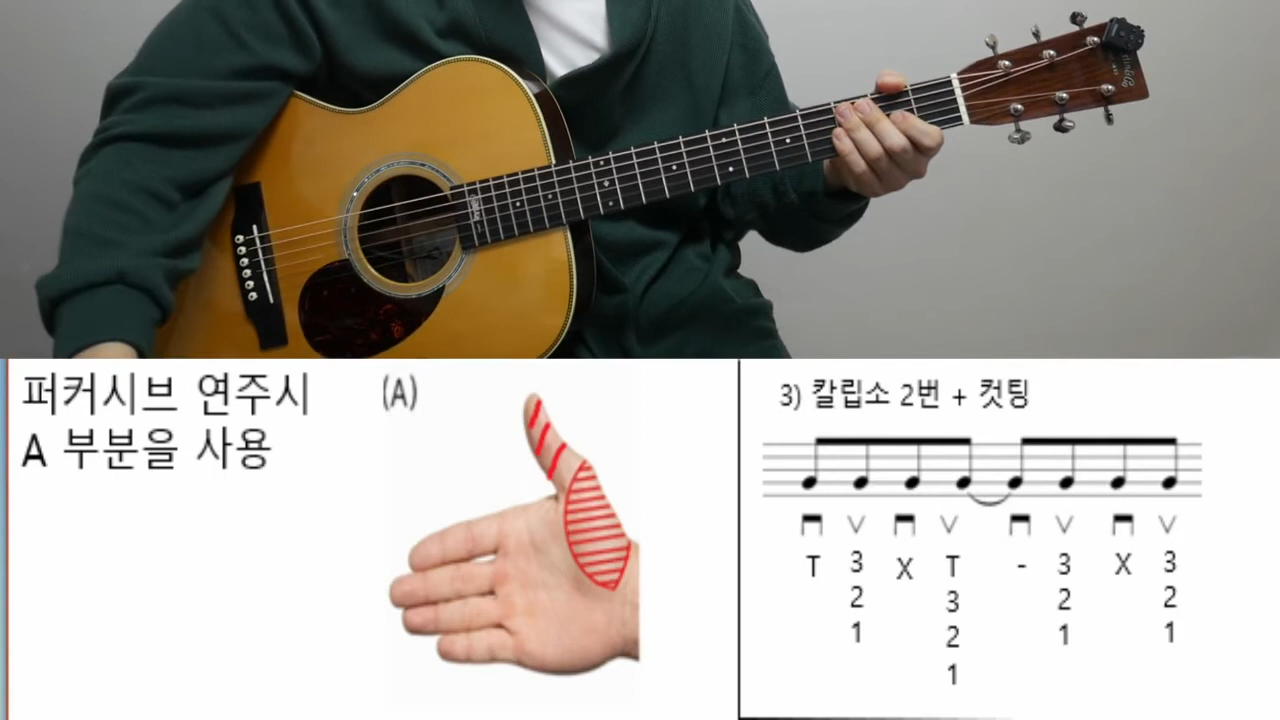 퍼커시브 연주시
A 부분을 사용
(A)
3) 칼립소 2번 + 컷팅
T 3 X T - 3 X 3
2 3 2 2
1 2 1 1
1